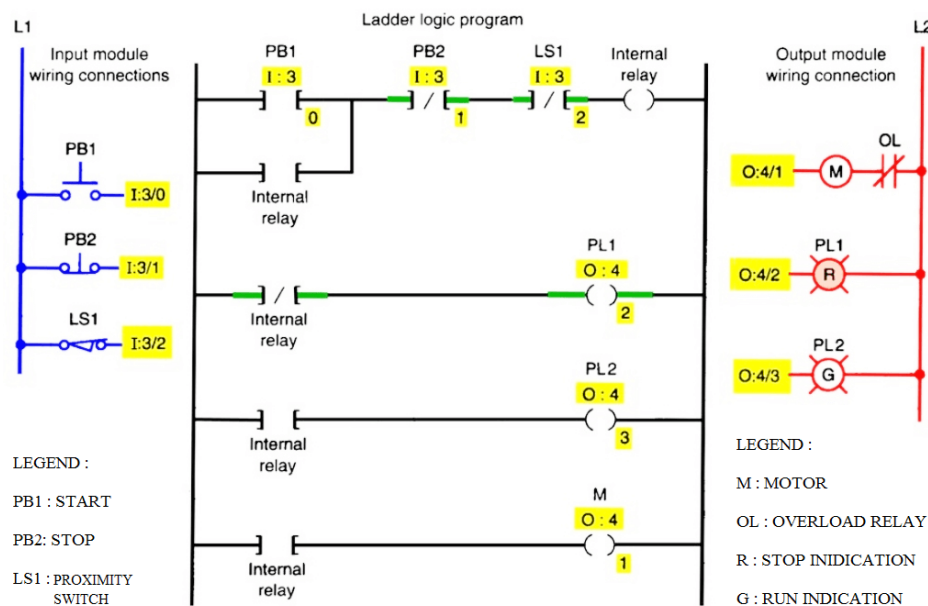 Ladder logic program
L1
L2
Input module
wiring connections
Output module
wiring connection
PB1
I : 3
0
PB2
I : 3
1
LS1
I : 3
2
Internal
relay
Internal
relay
PB1
I:3/0
PB2
I:3/1
LS1
I:3/2
OL
O:4/1
M
PL1
O:4/2
R
PL2
O:4/3
G
Internal
relay
PL1
O : 4
2
Internal
relay
PL2
O : 4
3
Internal
relay
M
O : 4
1
LEGEND :
PB1 : START
PB2: STOP
LS1 : PROXIMITY
SWITCH
LEGEND :
M : MOTOR
OL : OVERLOAD RELAY
R : STOP INIDICATION
G : RUN INDICATION